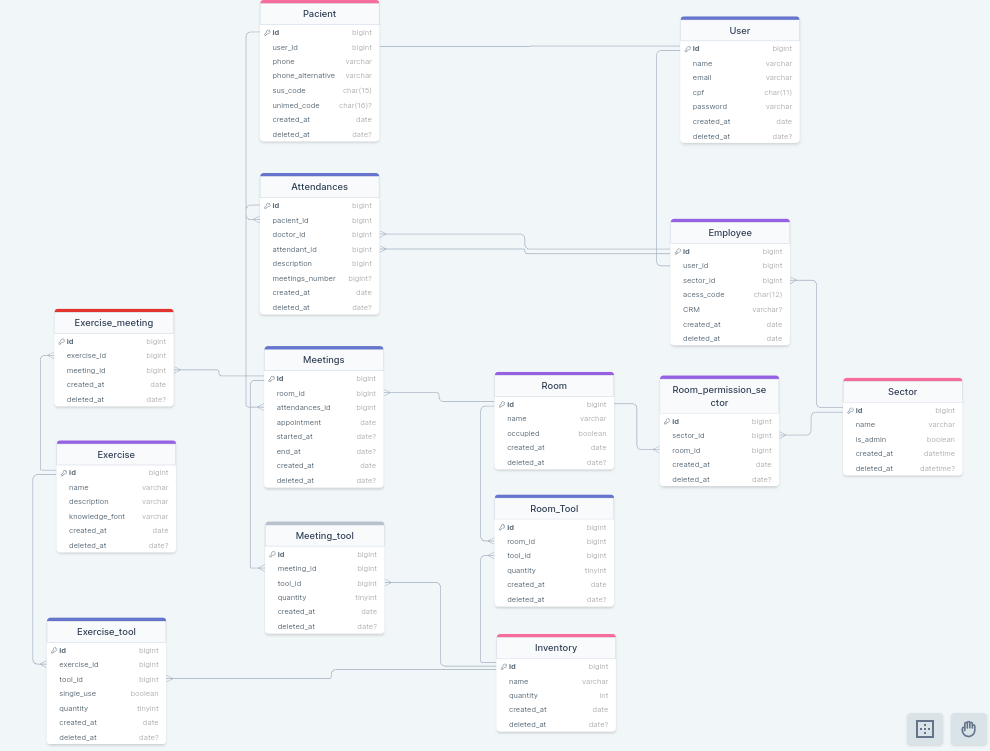 Pacient
id bigint
user_id bigint
phone varchar
phone_alternative varchar
sus_code char(15)
unimed_code char(16)?
created_at date
deleted_at date?
User
id bigint
name varchar
email varchar
cpf char(11)
password varchar
created_at date
deleted_at date?
Attendances
id bigint
pacient_id bigint
doctor_id bigint
attendant_id bigint
description bigint
meetings_number bigint?
created_at date
deleted_at date?
Employee
id bigint
user_id bigint
sector_id bigint
acess_code char(12)
CRM varchar?
created_at date
deleted_at date
Exercise_meeting
id bigint
exercise_id bigint
meeting_id bigint
created_at date
deleted_at date?
Meetings
id bigint
room_id bigint
attendances_id bigint
appointment date
started_at date?
end_at date?
created_at date
deleted_at date?
Room
id bigint
name varchar
occupied boolean
created_at date
deleted_at date?
Room_permission_se
ctor
id bigint
sector_id bigint
room_id bigint
created_at date
deleted_at date?
Sector
id bigint
name varchar
is_admin boolean
created_at datetime
deleted_at datetime?
Exercise
id bigint
name varchar
description varchar
knowledge_font varchar
created_at date
deleted_at date?
Room_Tool
id bigint
room_id bigint
tool_id bigint
quantity tinyint
created_at date
deleted_at date?
Meeting_tool
id bigint
meeting_id bigint
tool_id bigint
quantity tinyint
created_at date
deleted_at date?
Exercise_tool
id bigint
exercise_id bigint
tool_id bigint
single_use boolean
quantity tinyint
created_at date
deleted_at date?
Inventory
id bigint
name varchar
quantity int
created_at date
deleted_at date?